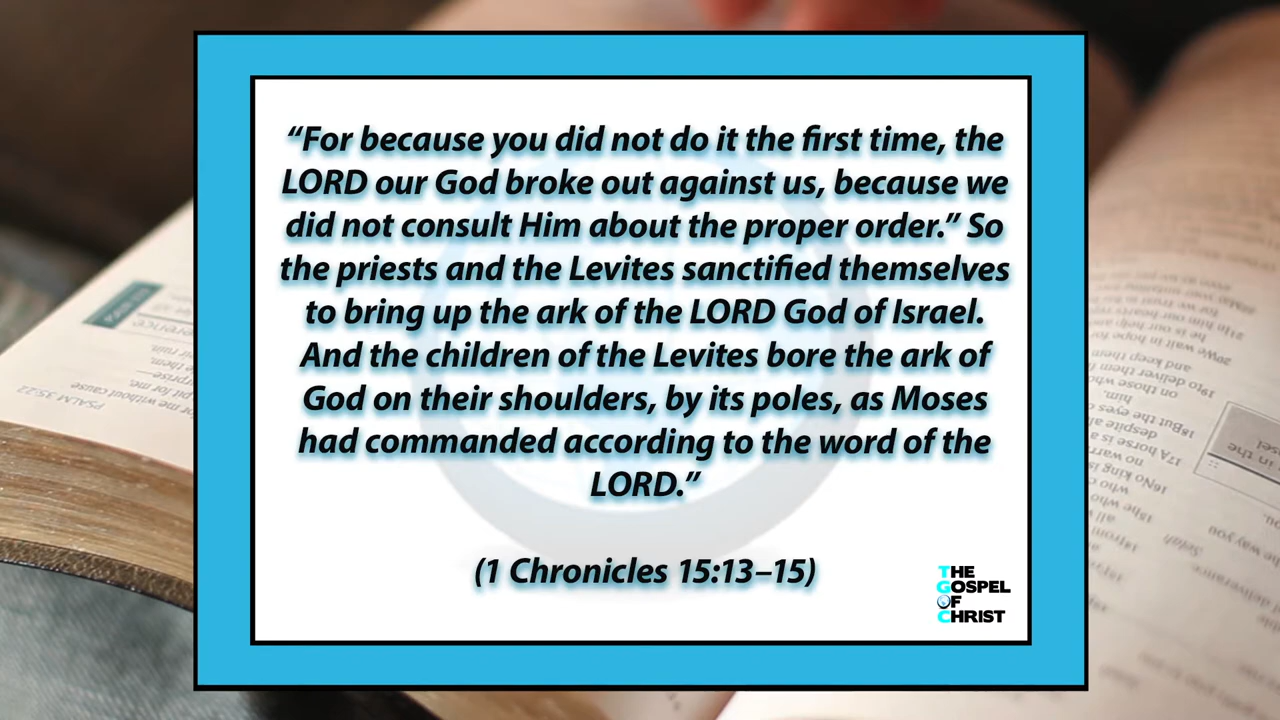 “For because you did not do it the first time, the
LORD our God broke out against us, because we
did not consult Him about the proper order.” So
the priests and the Levites sanctified themselves
to bring up the ark of the LORD God of Israel.
And the children of the Levites bore the ark of
God on their shoulders, by its poles, as Moses
had commanded according to the word of the
LORD.”
(1 Chronicles 15:13–15)
THE
GOSPEL
OF
CHRIST
PSALM 35:22